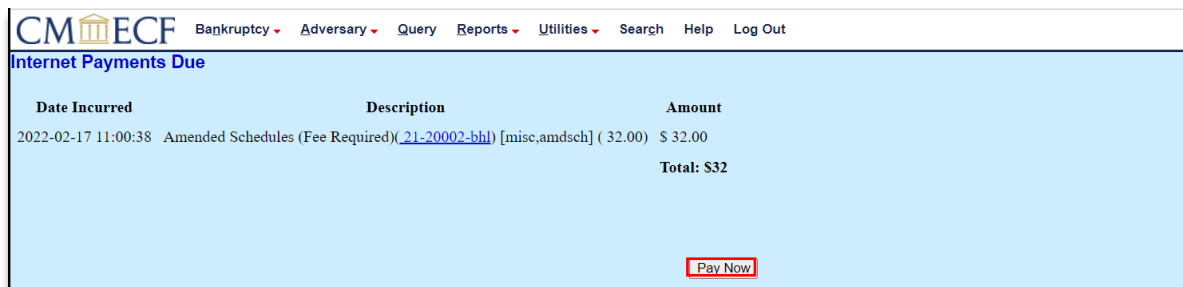 CM ECF Bankruptcy Adversary Query Reports Utilities Search Help Log Out
Internet Payments Due
Date Incurred Description Amount
2022-02-17 11:00:38 Amended Schedules (Fee Required)( 21-20002-bhl) [misc,amdsch] ( 32.00) $ 32.00
Total: $32
Pay Now